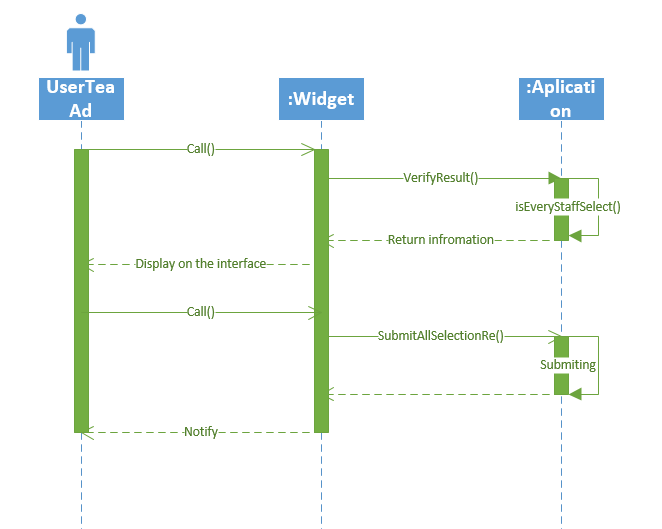 UserTea
Ad
:Widget
:Aplicati
on
Call()
VerifyResult()
isEveryStaffSelect()
Return infromation
Display on the interface
Call()
SubmitAllSelectionRe()
Submiting
Notify